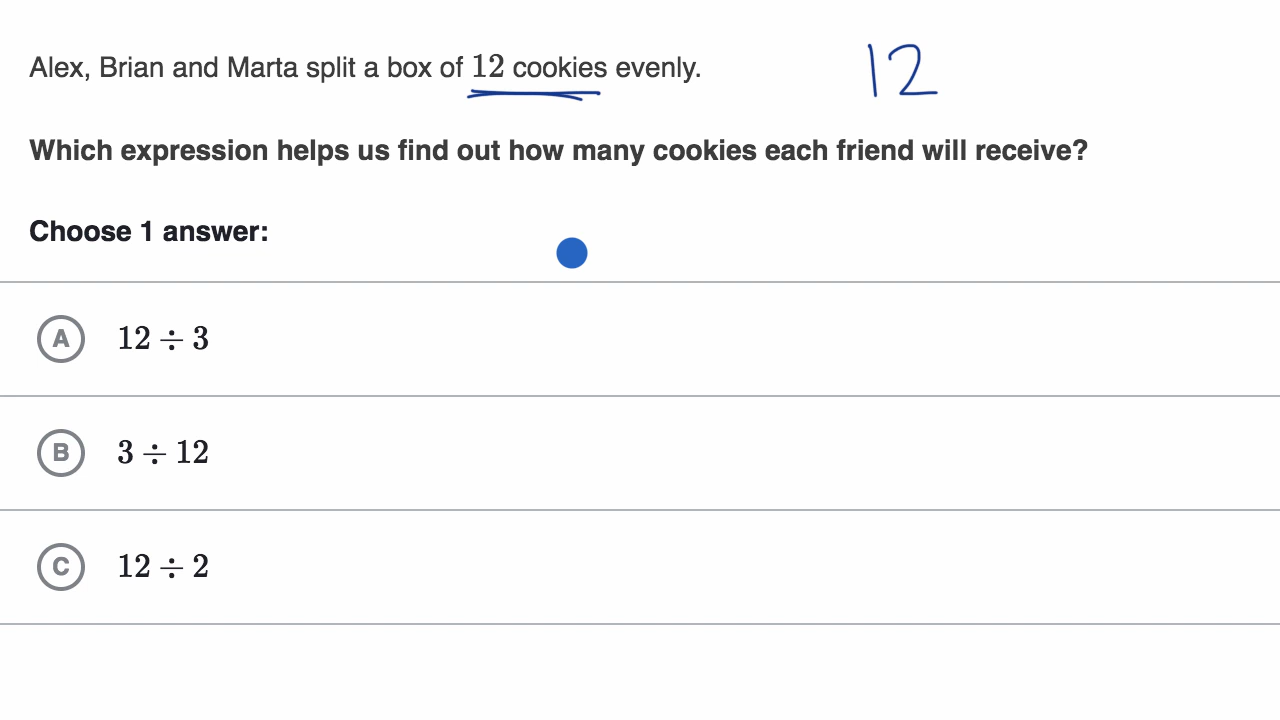 Alex, Brian and Marta split a box of 12 cookies evenly. 12
Which expression helps us find out how many cookies each friend will receive?
Choose 1 answer:
A 12 ÷ 3
B 3 ÷ 12
C 12 ÷ 2